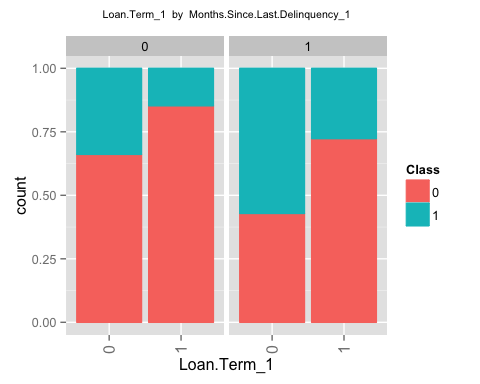 Loan.Term_1 by Months.Since.Last.Delinquency_1
0 1
1.00
0.75
0.50
0.25
0.00
count
0 1 0 1
Loan.Term_1
Class
0
1